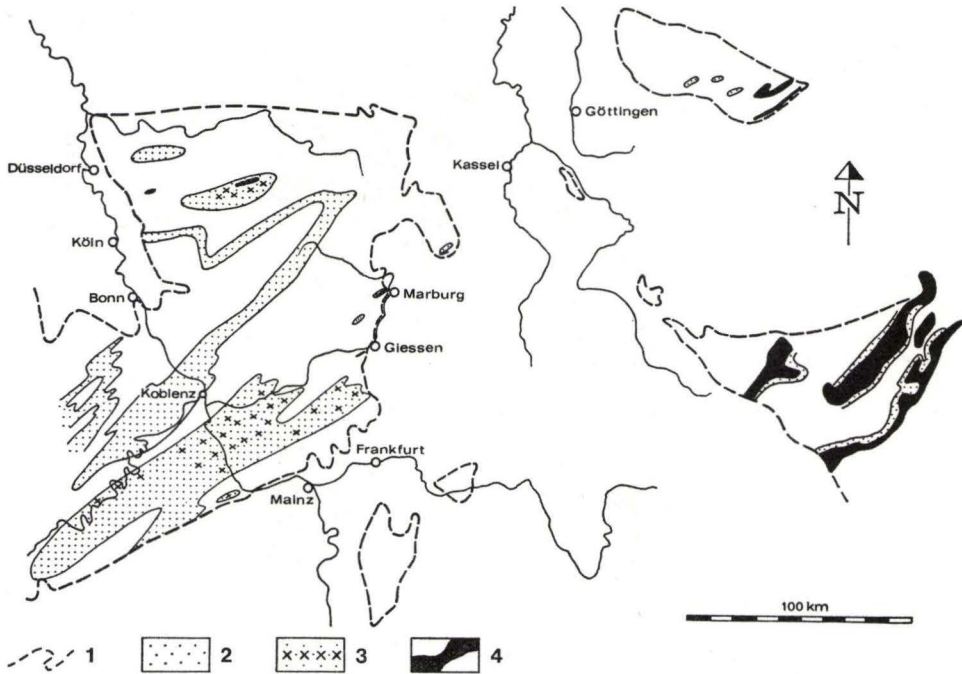 Göttingen
Kassel
Düsseldorf
N
Köln
Bonn
Marburg
Giessen
Koblenz
Frankfurt
Mainz
100 km
1 2 3 4